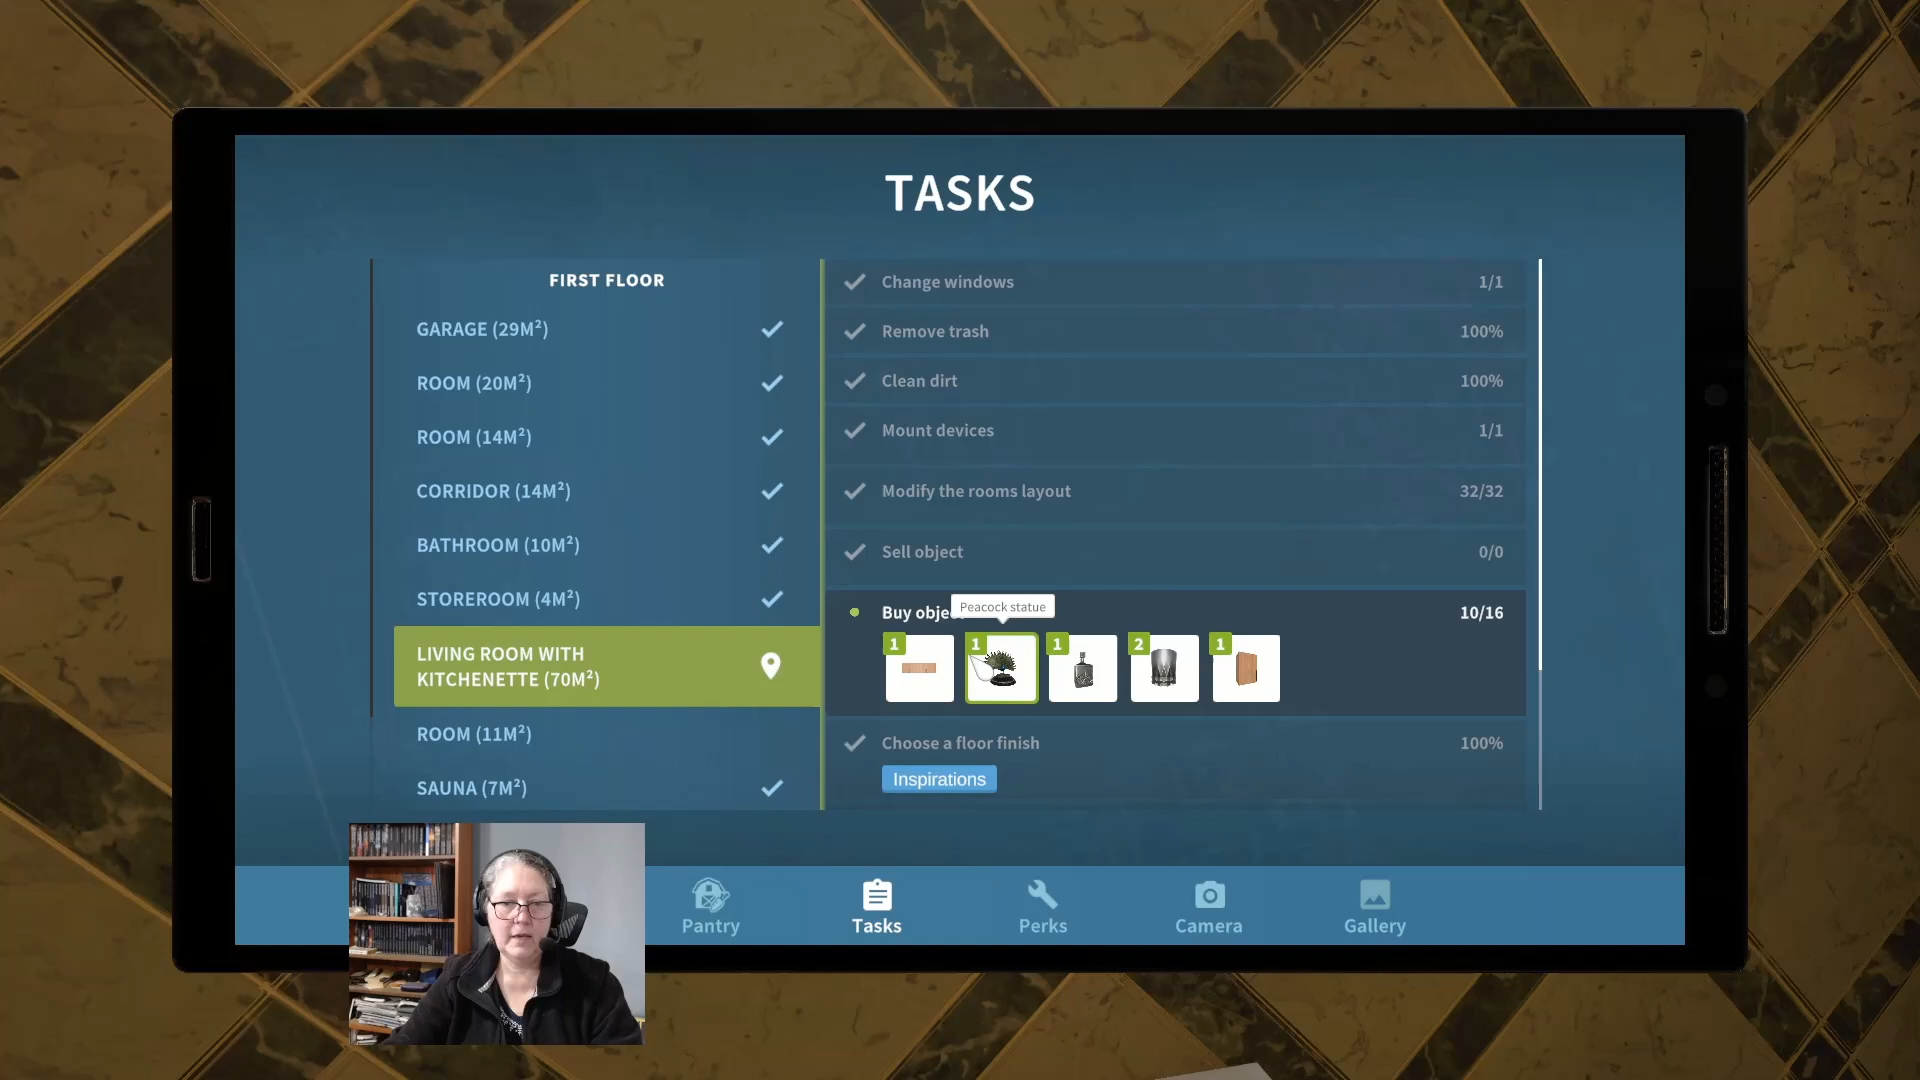 TASKS
FIRST FLOOR
GARAGE (29M²)
ROOM (20M²)
ROOM (14M²)
CORRIDOR (14M²)
BATHROOM (10M²)
STOREROOM (4M²)
LIVING ROOM WITH
KITCHENETTE (70M²)
ROOM (11M²)
SAUNA (7M²)
Change windows 1/1
Remove trash 100%
Clean dirt 100%
Mount devices 1/1
Modify the rooms layout 32/32
Sell object 0/0
Peacock statue
Buy obje 10/16
1 1 1 2 1
Choose a floor finish 100%
Inspirations
Pantry Tasks Perks Camera Gallery